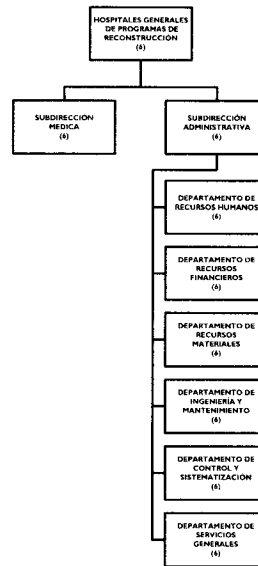 HOSPITALES GENERALES
DE PROGRAMAS DE
RECONSTRUCCIÓN
(6)
SUBDIRECCIÓN
MEDICA
(6)
SUBDIRECCIÓN
ADMINISTRATIVA
(6)
DEPARTAMENTO DE
RECURSOS HUMANOS
(6)
DEPARTAMENTO DE
RECURSOS
FINANCIEROS
(6)
DEPARTAMENTO DE
RECURSOS
MATERIALES
(6)
DEPARTAMENTO DE
INGENIERÍA Y
MANTENIMIENTO
(6)
DEPARTAMENTO DE
CONTROL Y
SISTEMATIZACIÓN
(6)
DEPARTAMENTO DE
SERVICIOS
GENERALES
(6)